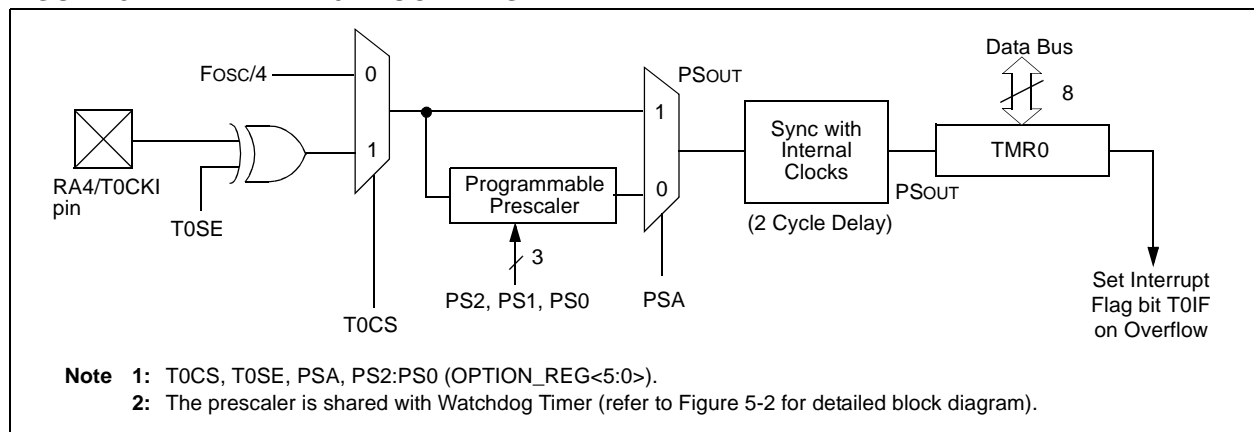 Data Bus
FOSC/4
0
PSOUT
8
1
1
Sync with
Internal
Clocks
TMR0
RA4/T0CKI
pin
Programmable
Prescaler
0
PSOUT
T0SE
(2 Cycle Delay)
3
PS2, PS1, PS0
PSA
T0CS
Set Interrupt
Flag bit T0IF
on Overflow
Note 1: T0CS, T0SE, PSA, PS2:PS0 (OPTION_REG<5:0>).
2: The prescaler is shared with Watchdog Timer (refer to Figure 5-2 for detailed block diagram).